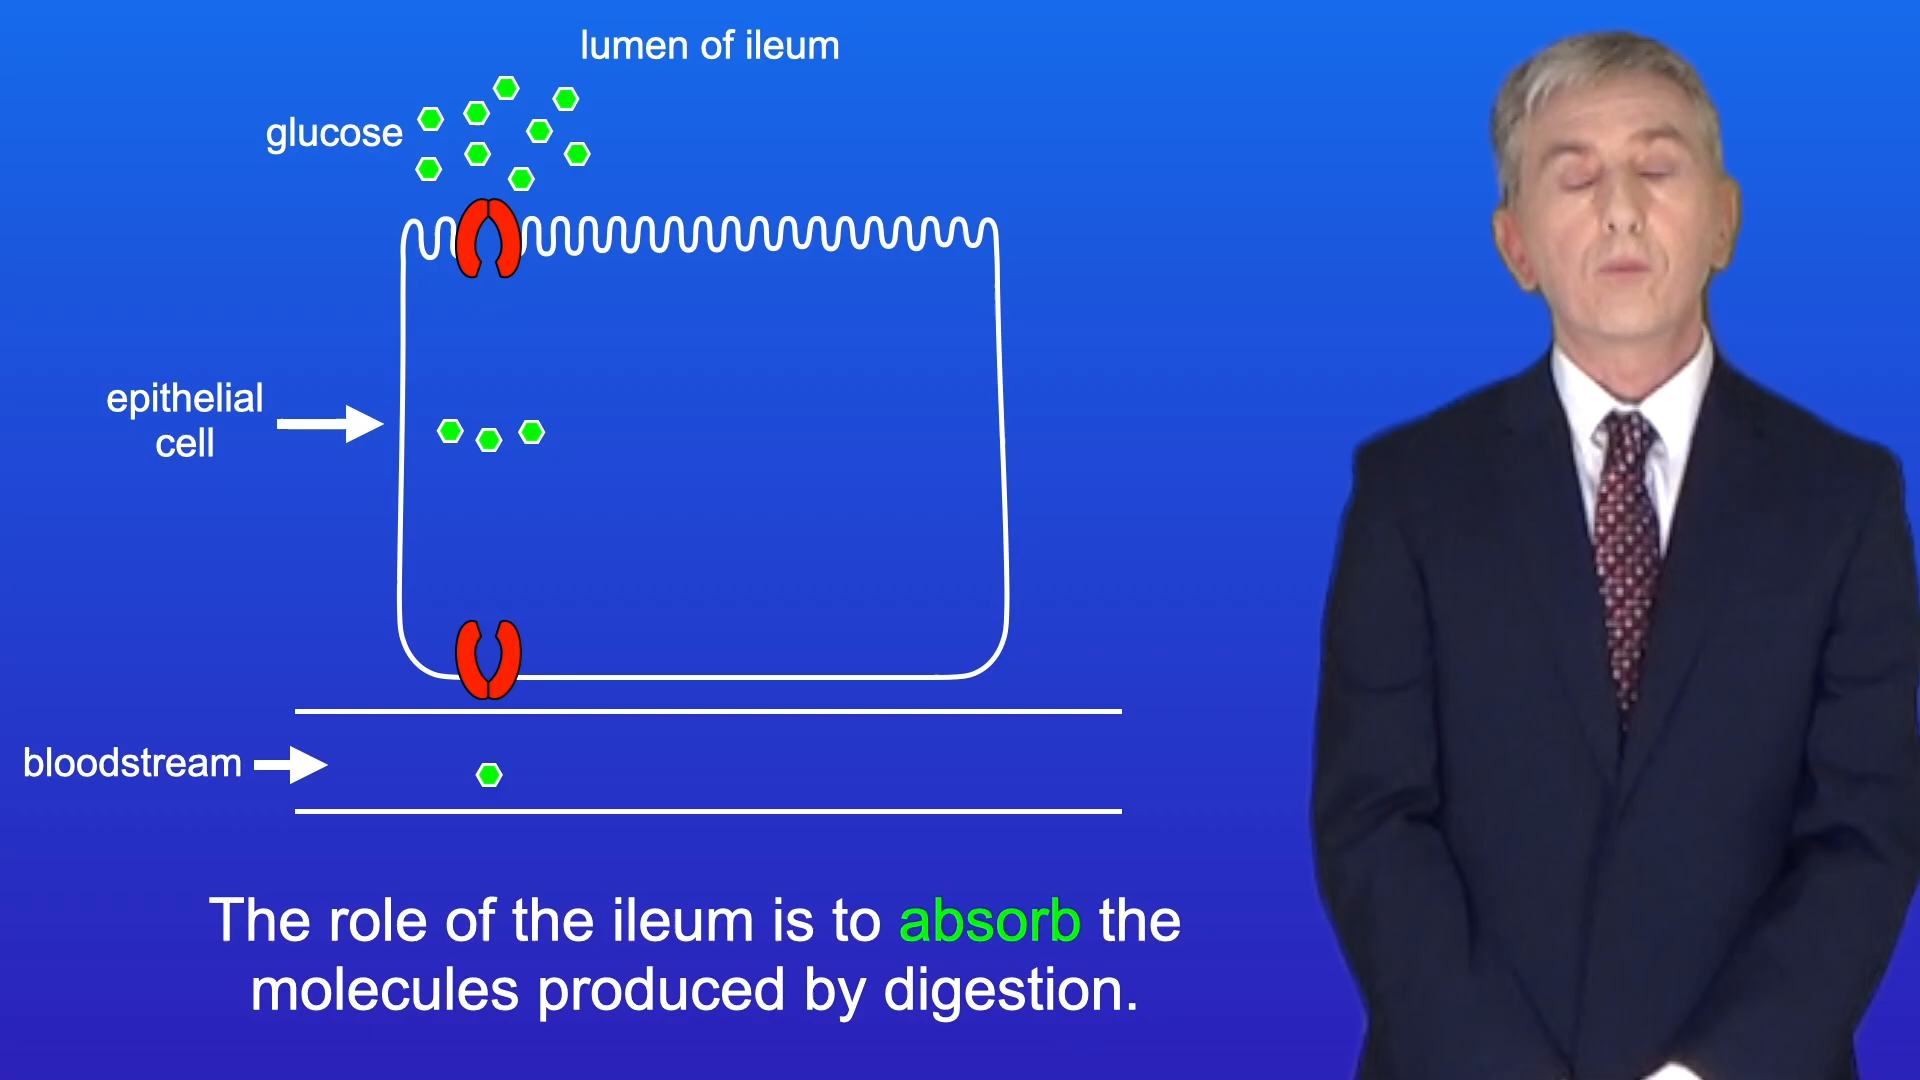 lumen of ileum
glucose
epithelial
cell
bloodstream
The role of the ileum is to absorb the
molecules produced by digestion.